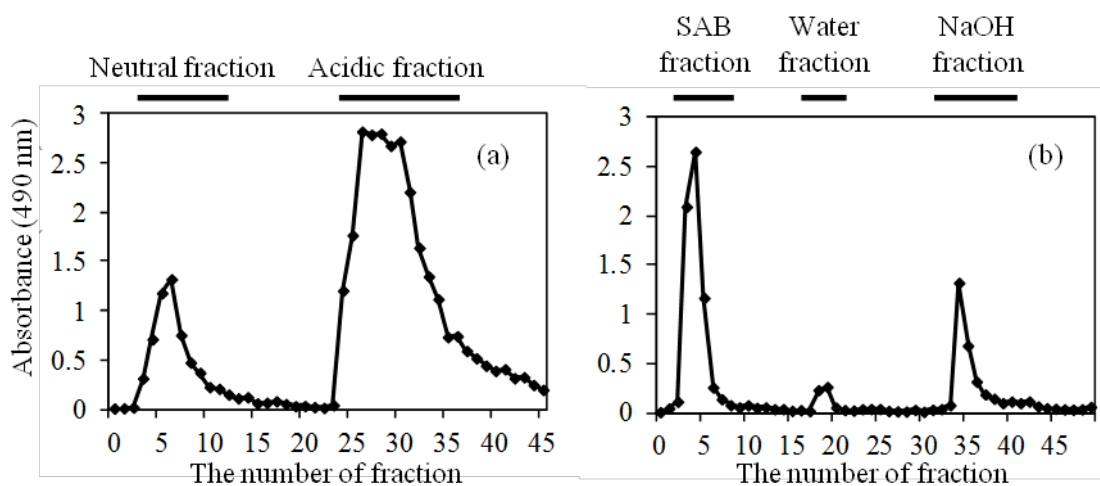 Neutral fraction
Acidic fraction
3
2.5
2
1.5
1
0.5
0
(a)
0 5 10 15 20 25 30 35 40 45
The number of fraction
Absorbance (490 nm)
SAB
fraction
Water
fraction
NaOH
fraction
3
2.5
2
1.5
1
0.5
0
(b)
0 5 10 15 20 25 30 35 40 45
The number of fraction